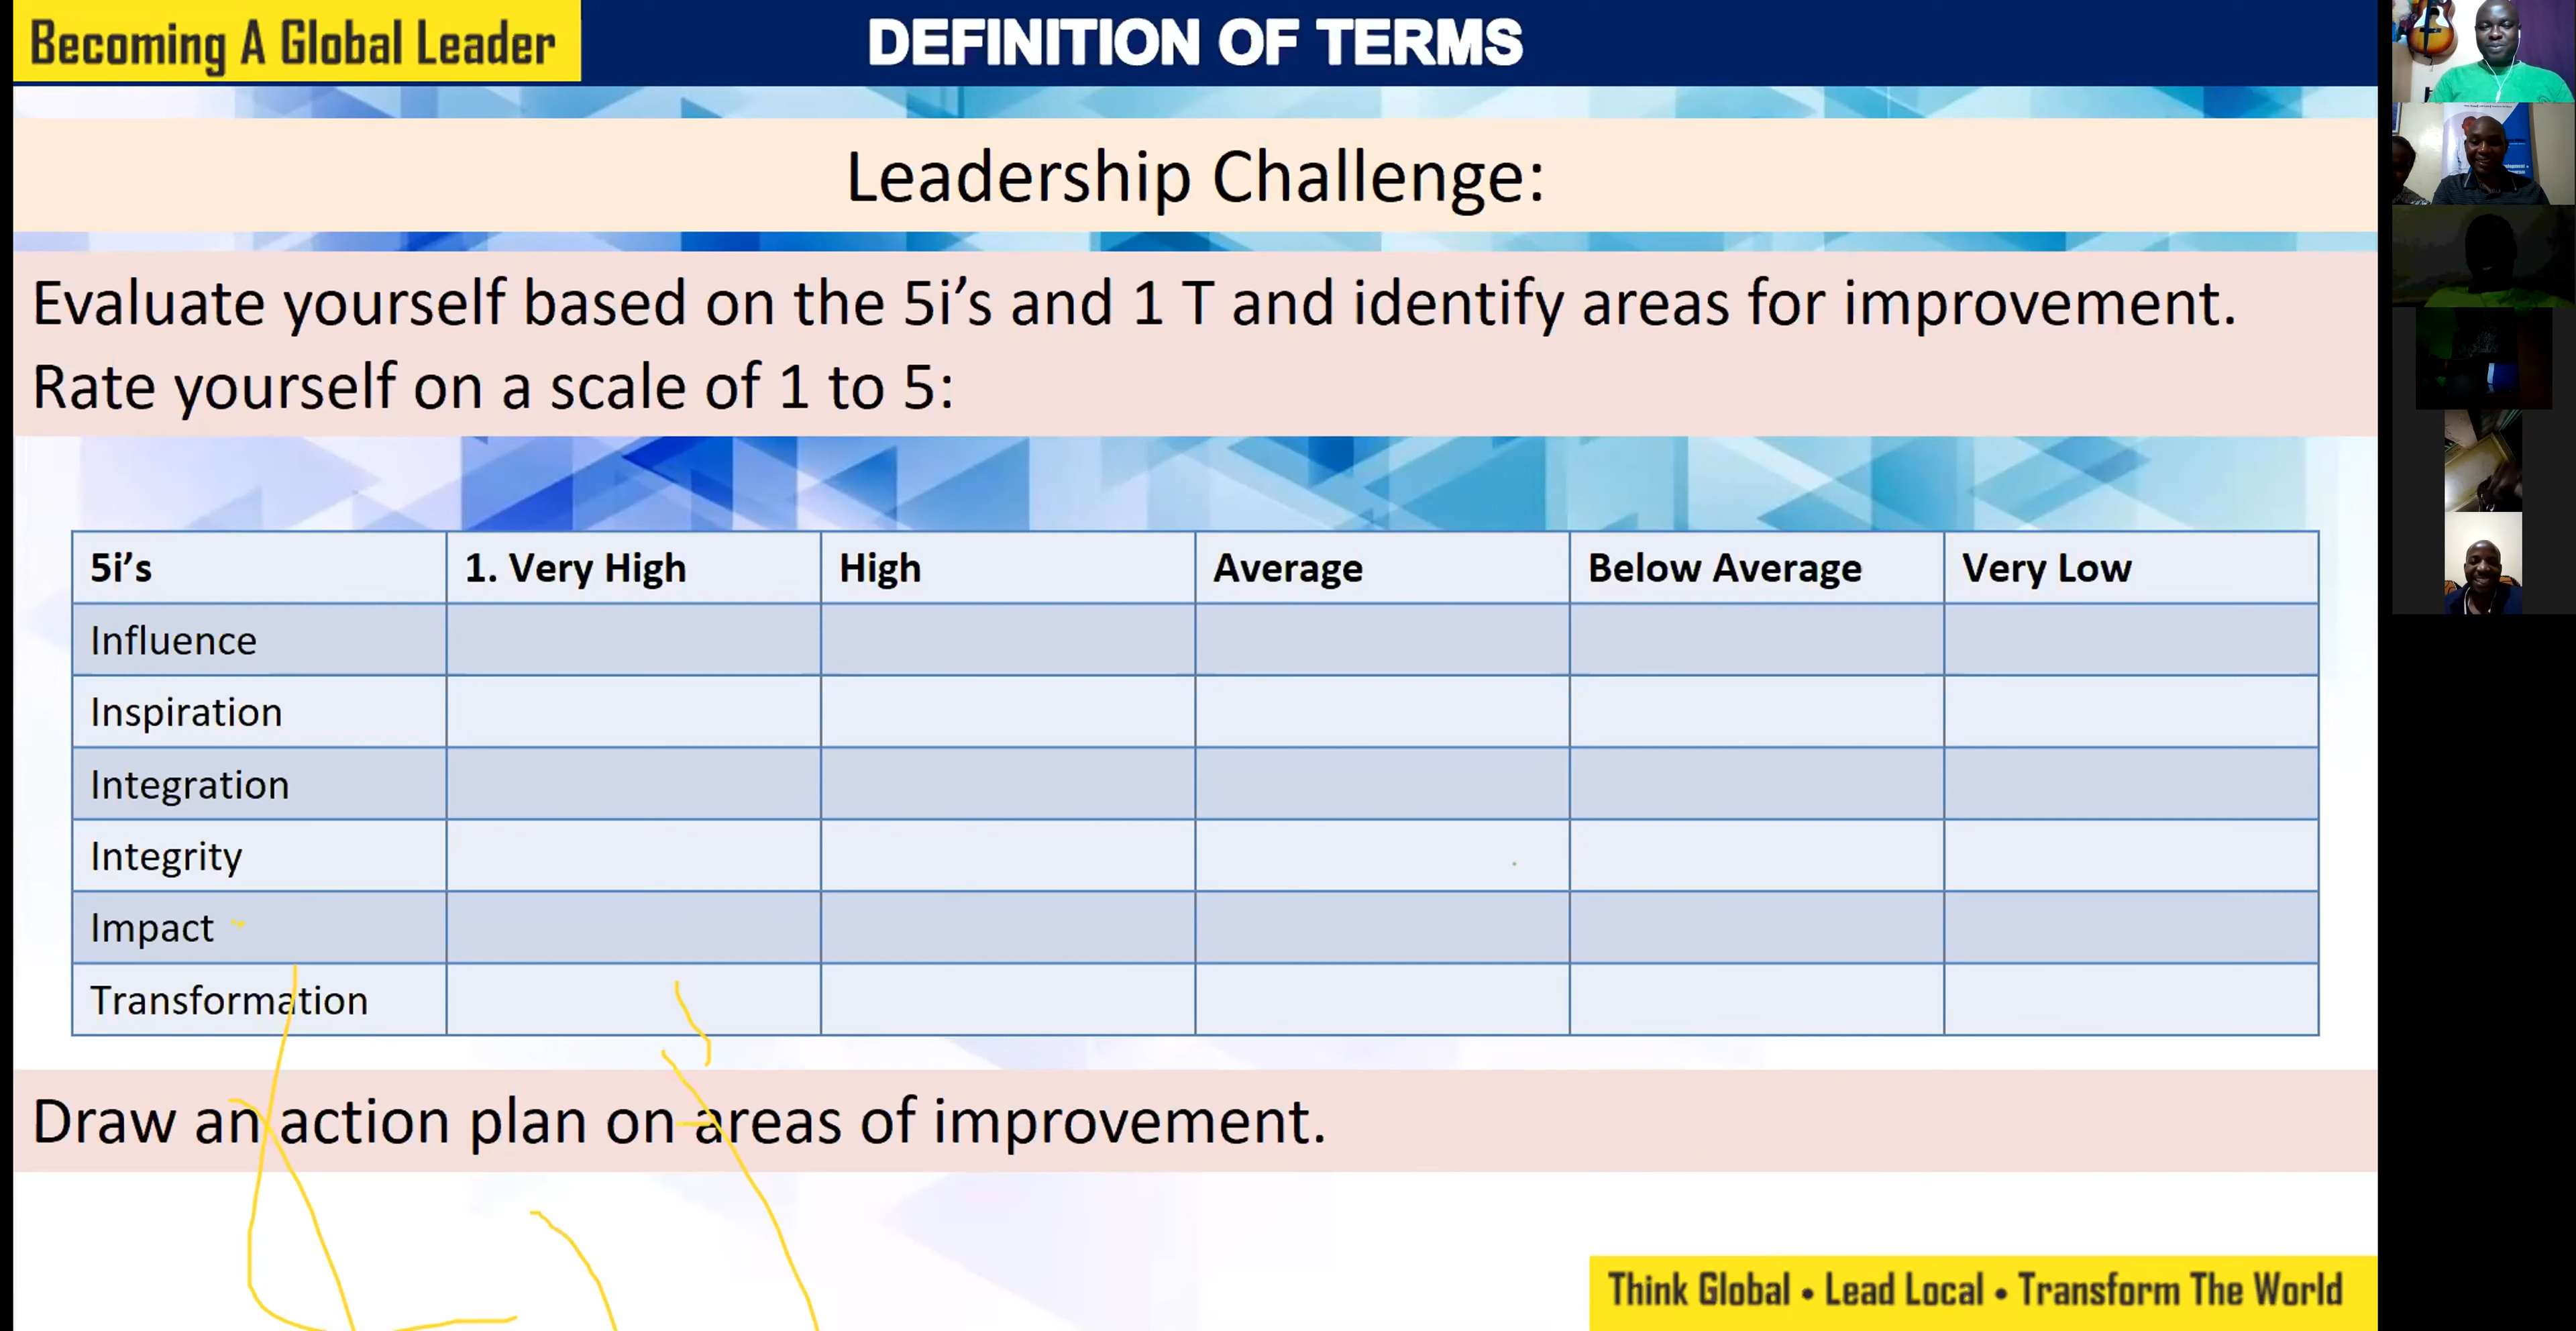 Becoming A Global Leader
DEFINITION OF TERMS
Leadership Challenge:
Evaluate yourself based on the 5i’s and 1 T and identify areas for improvement.
Rate yourself on a scale of 1 to 5:
5i’s 1. Very High High Average Below Average Very Low
Influence
Inspiration
Integration
Integrity
Impact
Transformation
Draw an action plan on areas of improvement.
Think Global • Lead Local • Transform The World